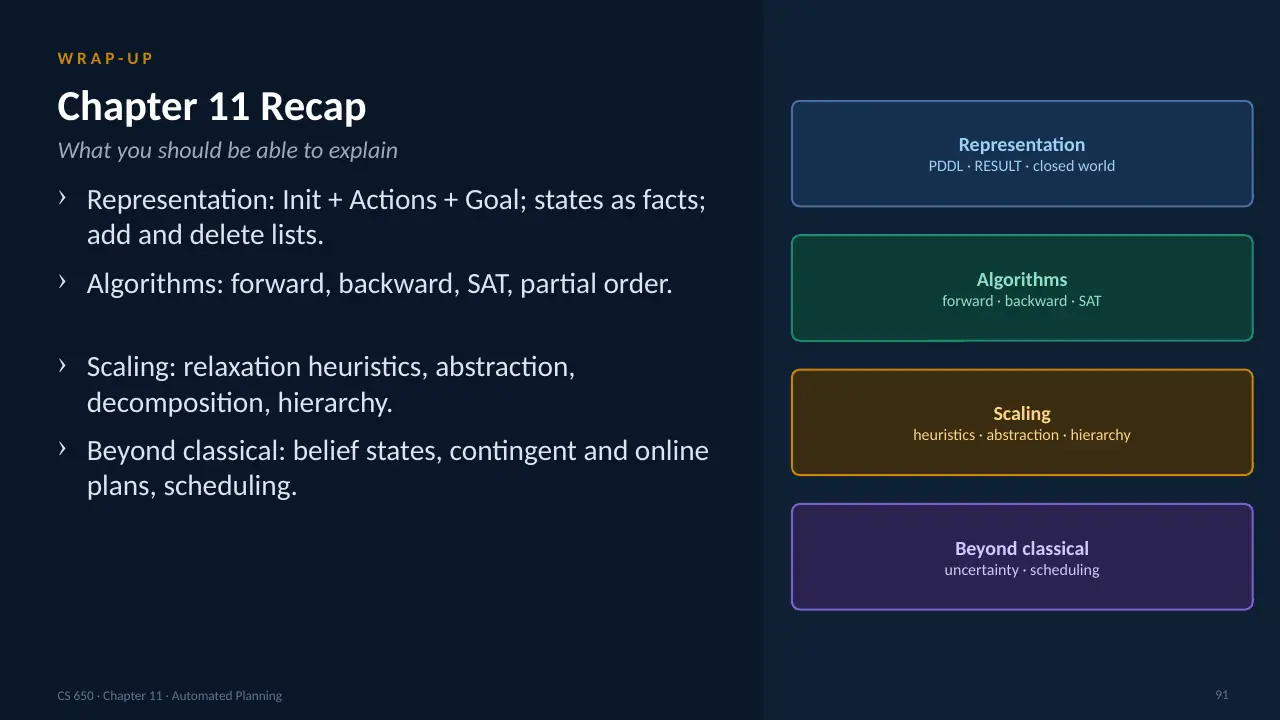 WRAP-UP
Chapter 11 Recap
What you should be able to explain
› Representation: Init + Actions + Goal; states as facts;
add and delete lists.
› Algorithms: forward, backward, SAT, partial order.
› Scaling: relaxation heuristics, abstraction,
decomposition, hierarchy.
› Beyond classical: belief states, contingent and online
plans, scheduling.
Representation
PDDL · RESULT · closed world
Algorithms
forward · backward · SAT
Scaling
heuristics · abstraction · hierarchy
Beyond classical
uncertainty · scheduling
CS 650 · Chapter 11 · Automated Planning
91